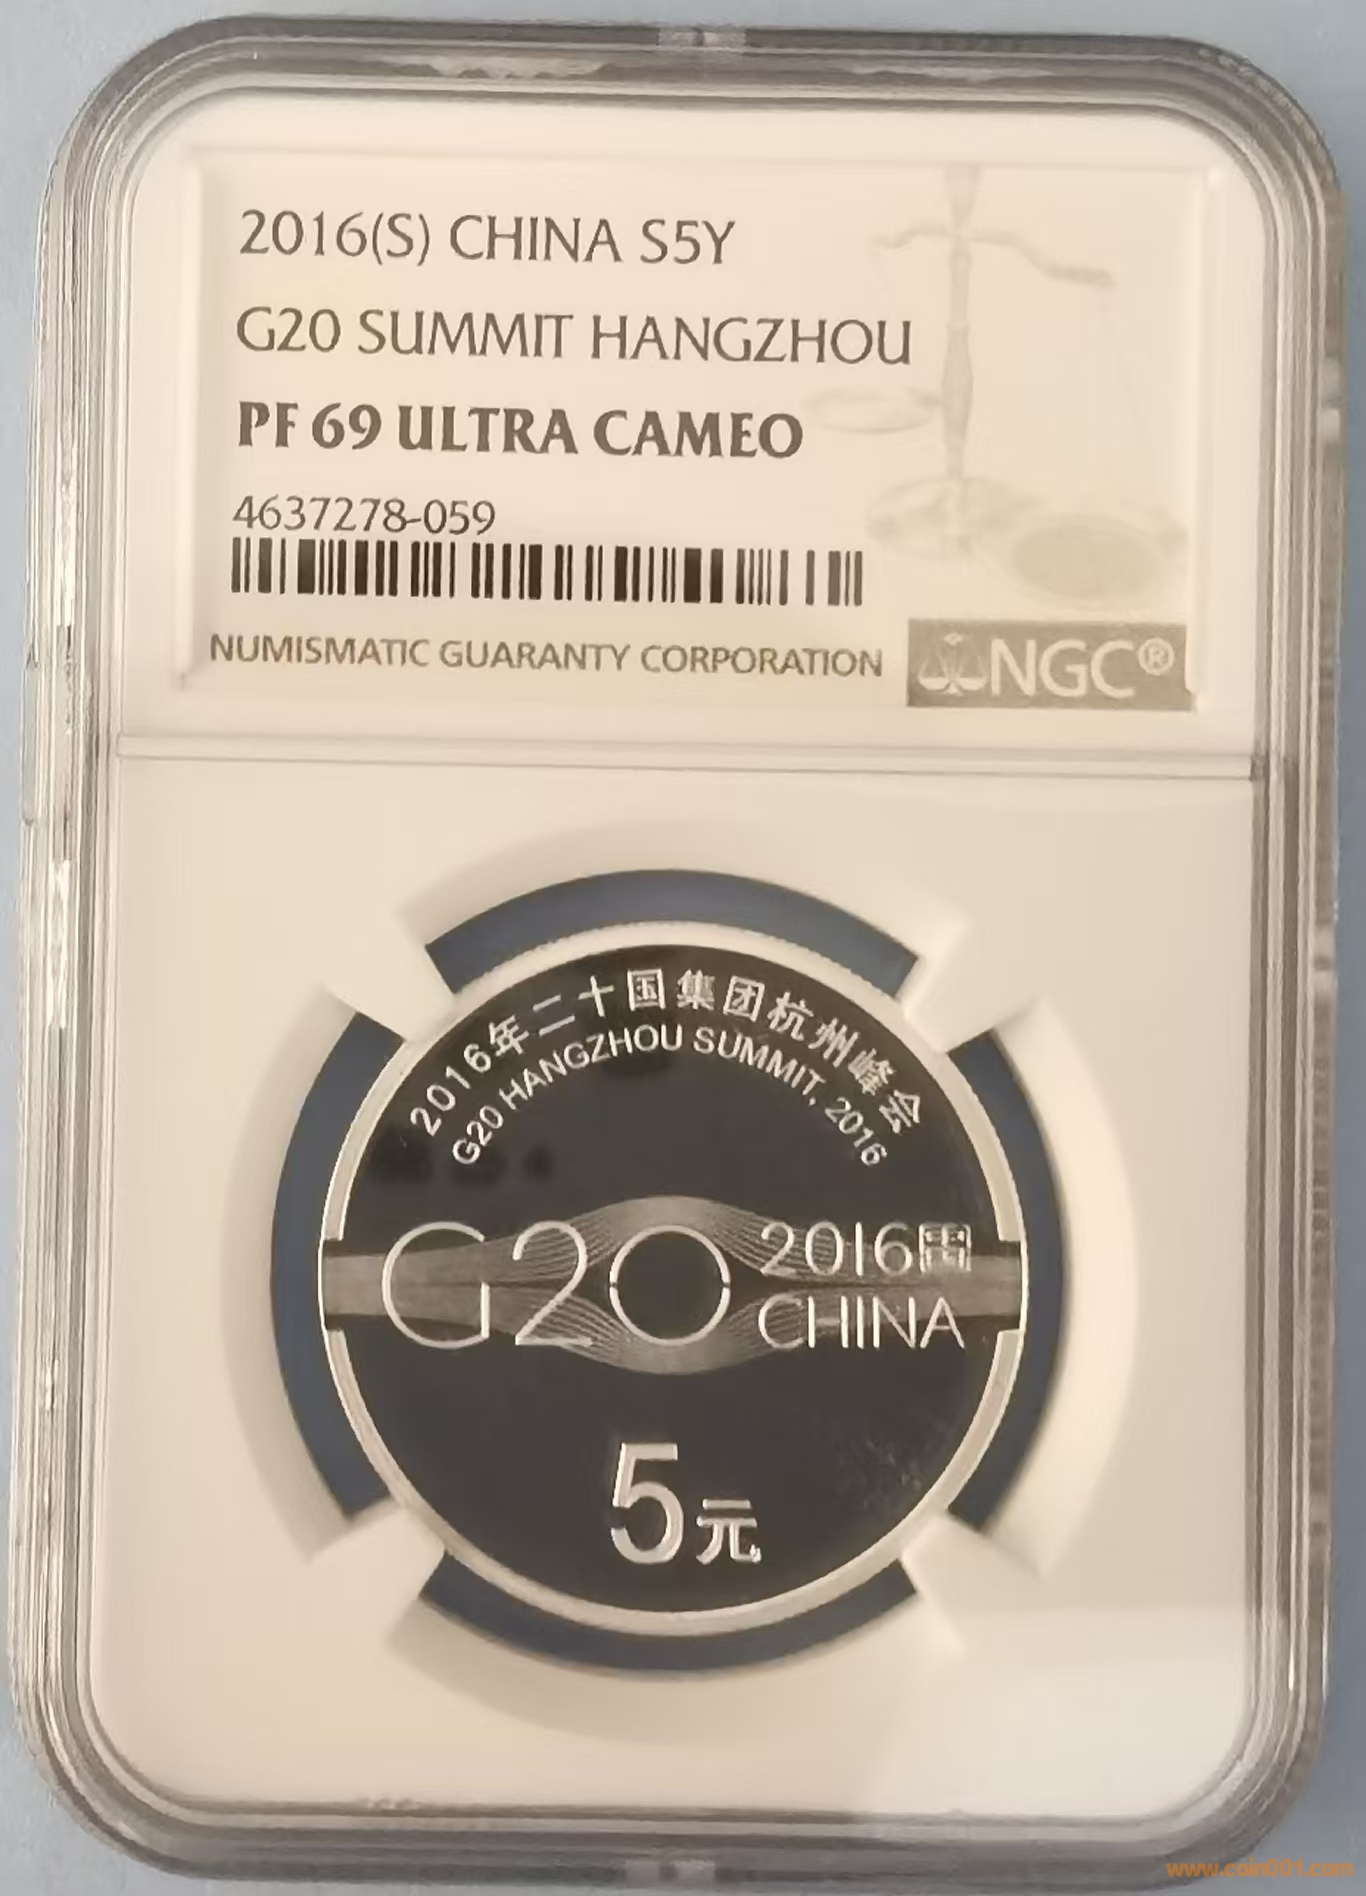 2016(S) CHINA S5Y
G20 SUMMIT HANGZHOU
PF 69 ULTRA CAMEO
4637278-059
NUMISMATIC GUARANTY CORPORATION
NGC®
2016年二十国集团杭州峰会
G20 HANGZHOU SUMMIT, 2016
G20 2016 CHINA
5元
www.coin001.com